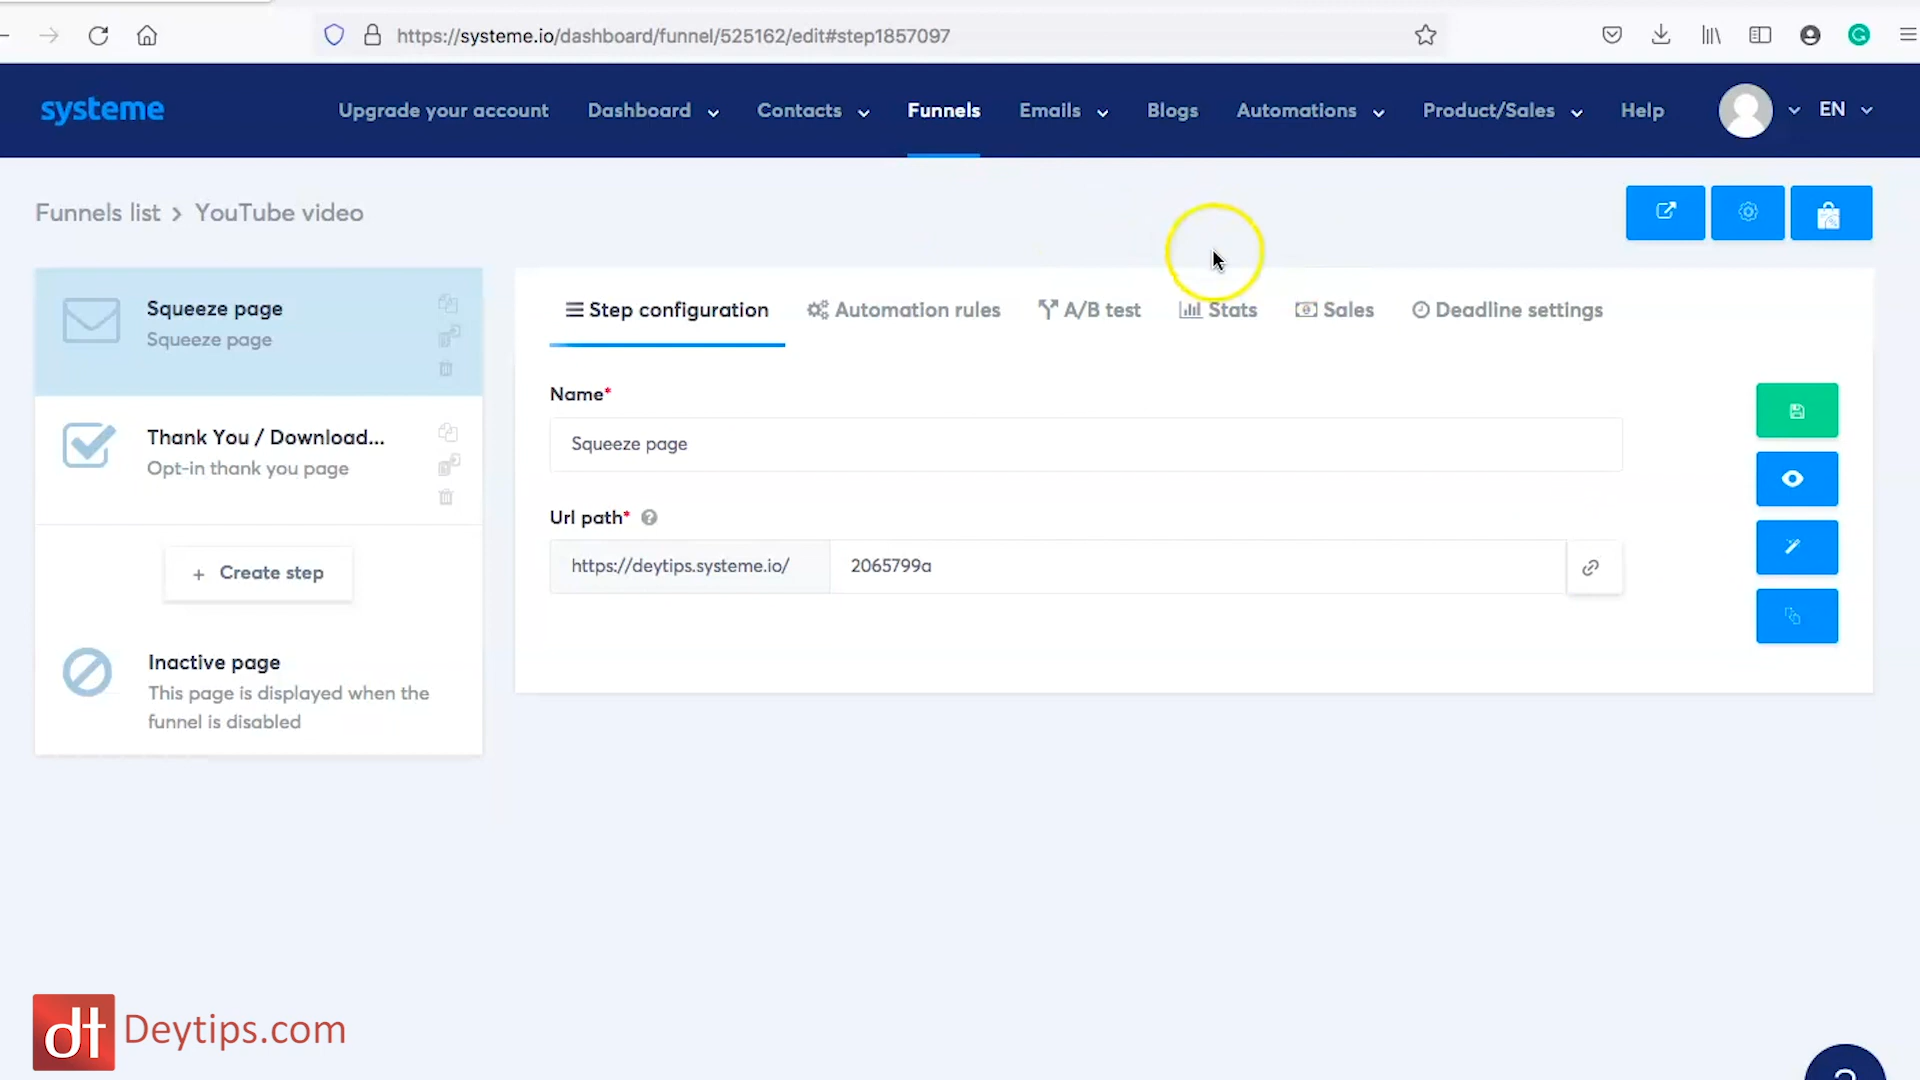 https://systeme.io/dashboard/funnel/525162/edit#step1857097
systeme
Upgrade your account
Dashboard
Contacts
Funnels
Emails
Blogs
Automations
Product/Sales
Help
EN
Funnels list > YouTube video
Squeeze page
Squeeze page
Thank You / Download...
Opt-in thank you page
+ Create step
Inactive page
This page is displayed when the
funnel is disabled
Step configuration
Automation rules
A/B test
Stats
Sales
Deadline settings
Name*
Squeeze page
Url path* ?
https://deytips.systeme.io/
2065799a
dt Deytips.com
?